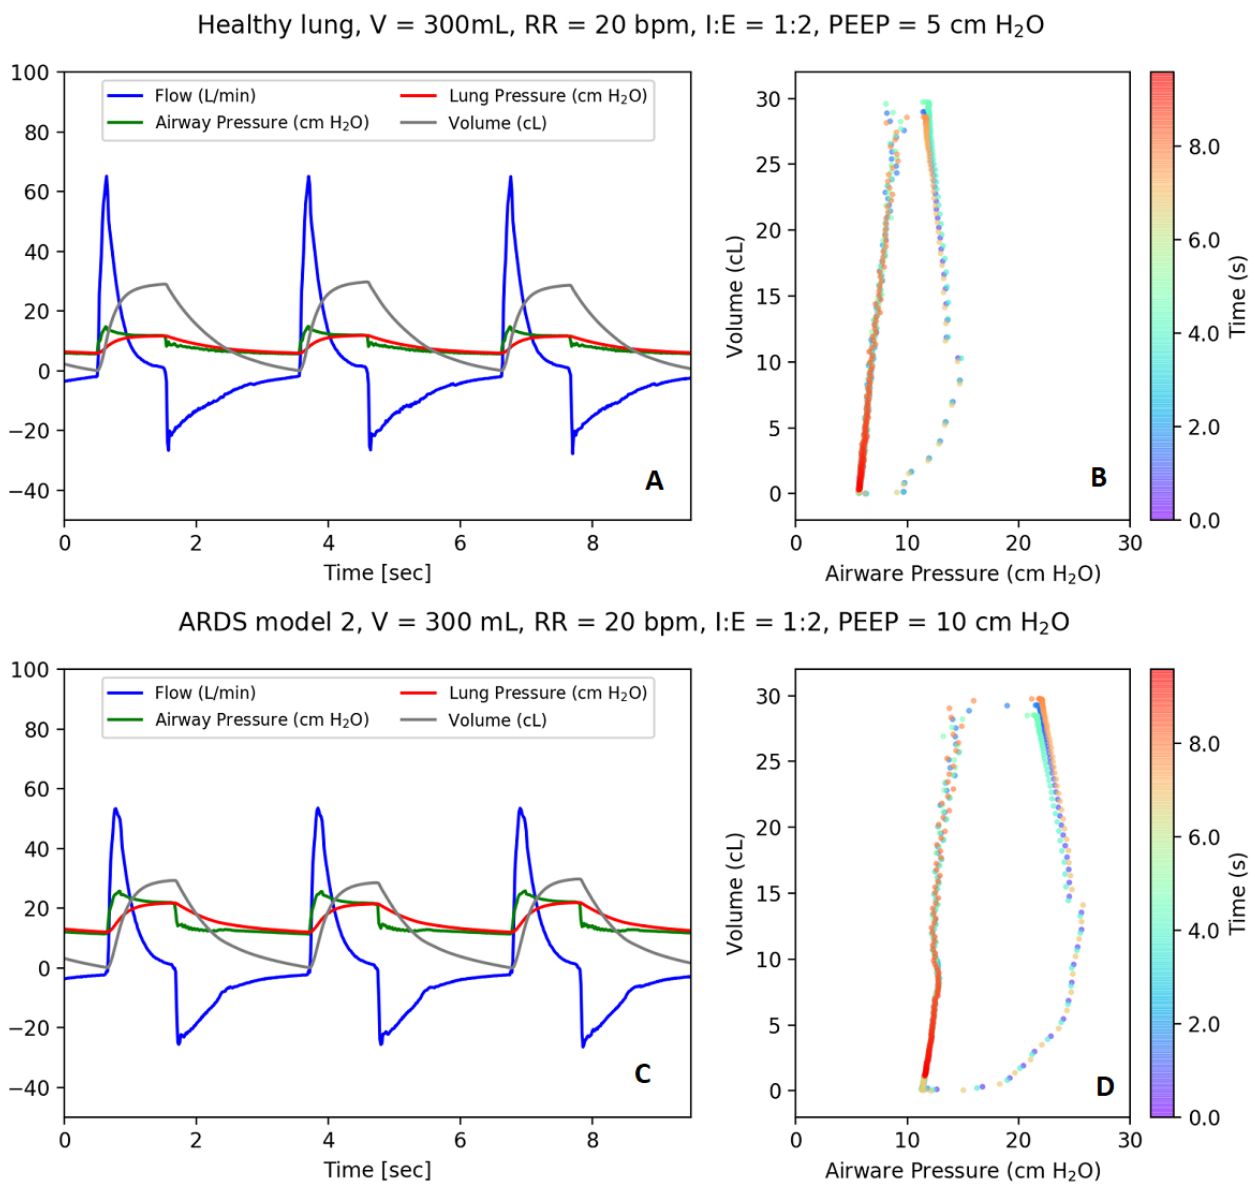 Healthy lung, V = 300mL, RR = 20 bpm, I:E = 1:2, PEEP = 5 cm H₂O
Flow (L/min)
Airway Pressure (cm H₂O)
Lung Pressure (cm H₂O)
Volume (cL)
100
80
60
40
20
0
−20
−40
0 2 4 6 8
Time [sec]
A
Volume (cL)
30
25
20
15
10
5
0
0 10 20 30
Airware Pressure (cm H₂O)
B
8.0
6.0
4.0
2.0
0.0
Time (s)
ARDS model 2, V = 300 mL, RR = 20 bpm, I:E = 1:2, PEEP = 10 cm H₂O
Flow (L/min)
Airway Pressure (cm H₂O)
Lung Pressure (cm H₂O)
Volume (cL)
100
80
60
40
20
0
−20
−40
0 2 4 6 8
Time [sec]
C
Volume (cL)
30
25
20
15
10
5
0
0 10 20 30
Airware Pressure (cm H₂O)
D
8.0
6.0
4.0
2.0
0.0
Time (s)